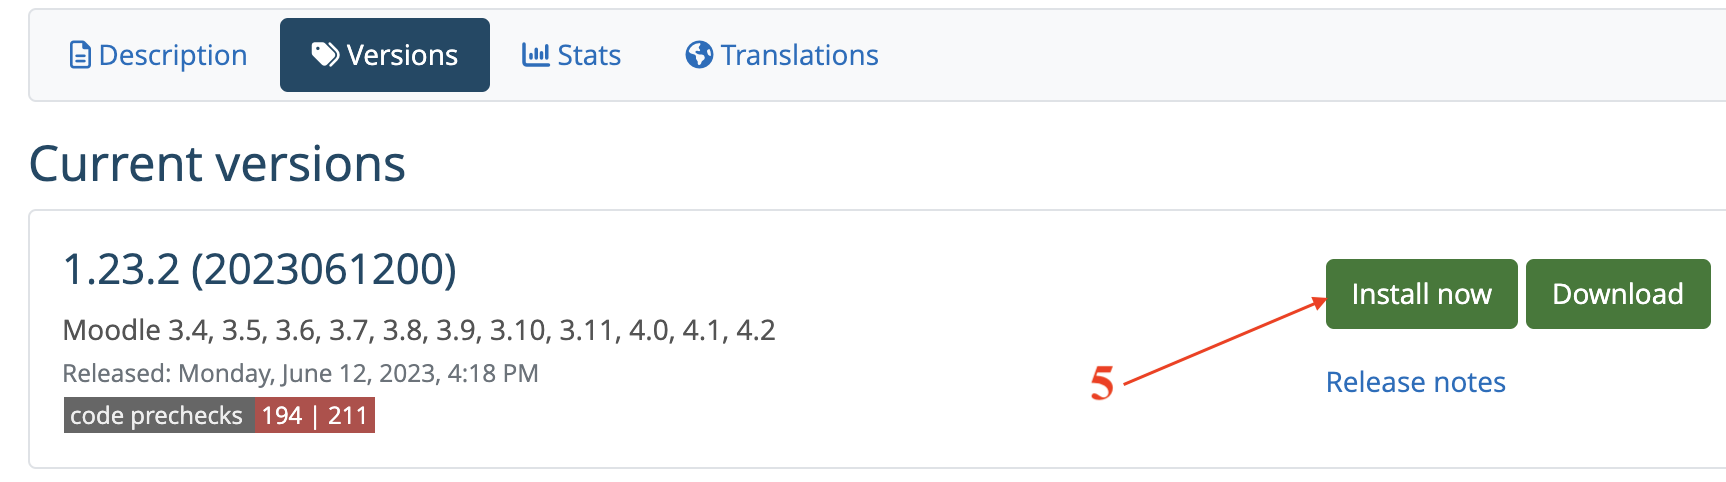 Description Versions Stats Translations
Current versions
1.23.2 (2023061200)
Install now Download
Moodle 3.4, 3.5, 3.6, 3.7, 3.8, 3.9, 3.10, 3.11, 4.0, 4.1, 4.2
Released: Monday, June 12, 2023, 4:18 PM
5 Release notes
code prechecks 194 | 211